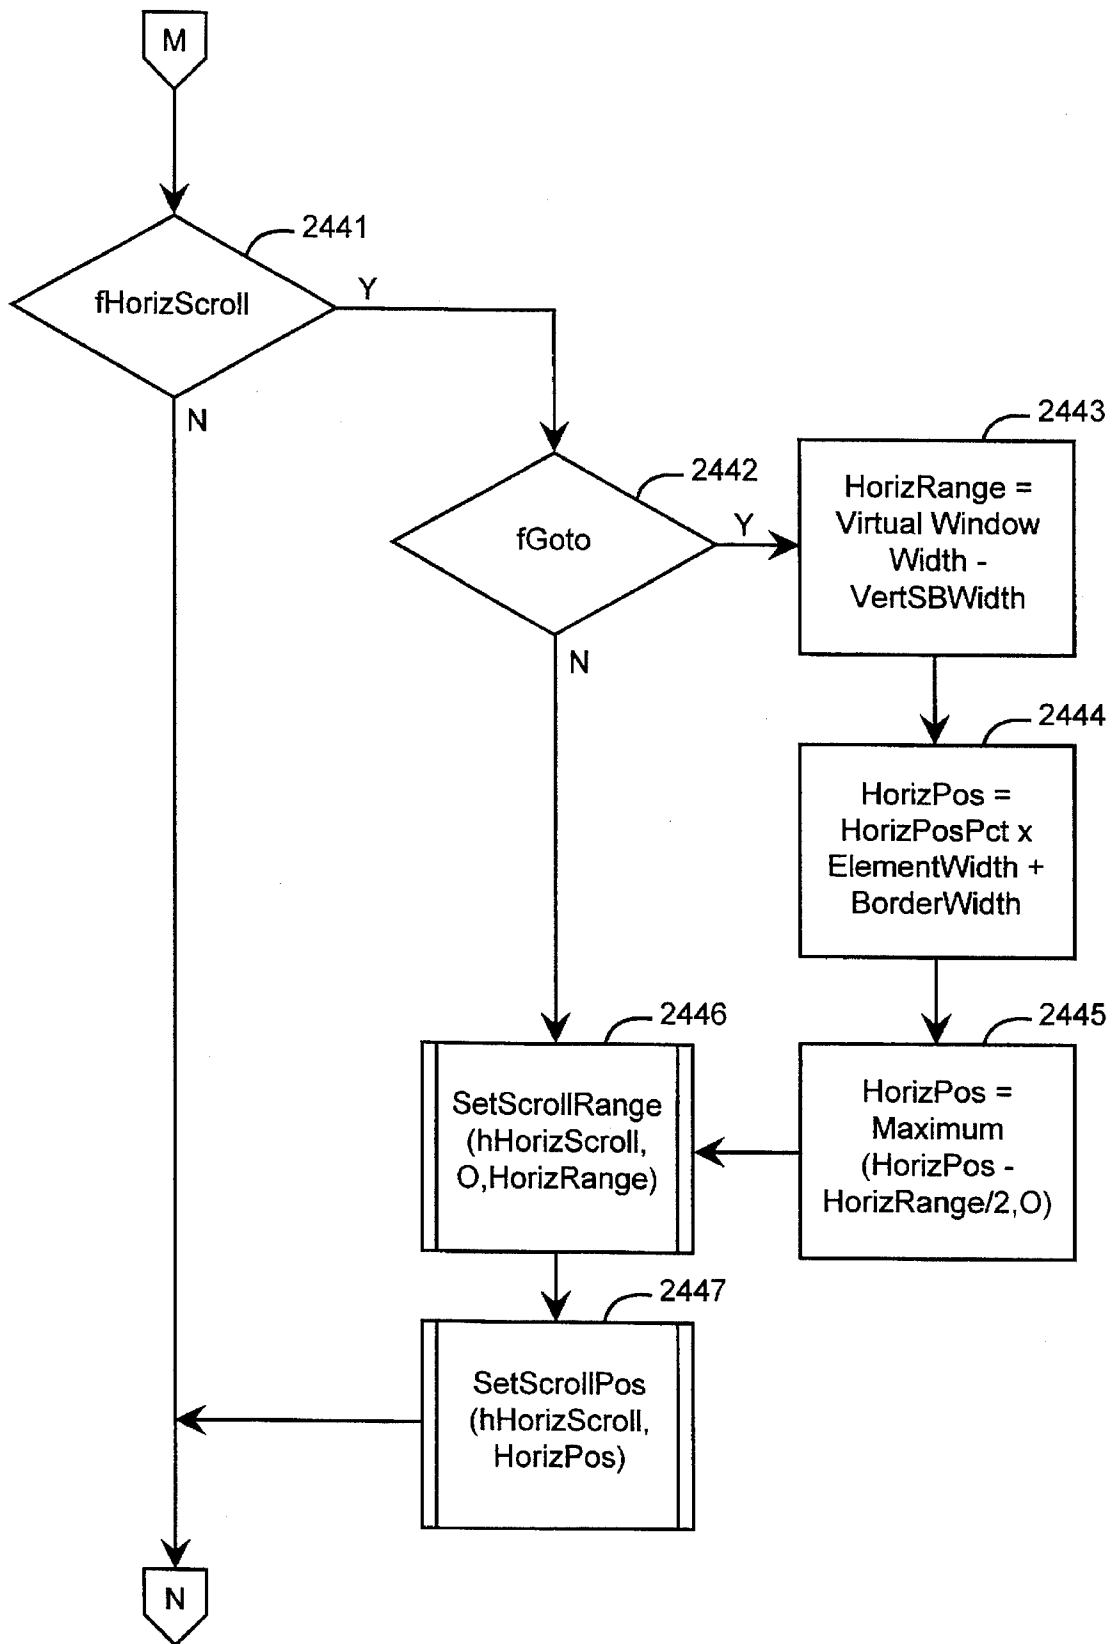 M
2441
fHorizScroll
Y
N
2443
2442
HorizRange =
Virtual Window
Width -
VertSBWidth
fGoto
Y
N
2444
HorizPos =
HorizPosPct x
ElementWidth +
BorderWidth
2446
2445
SetScrollRange
(hHorizScroll,
O,HorizRange)
HorizPos =
Maximum
(HorizPos -
HorizRange/2,O)
2447
SetScrollPos
(hHorizScroll,
HorizPos)
N